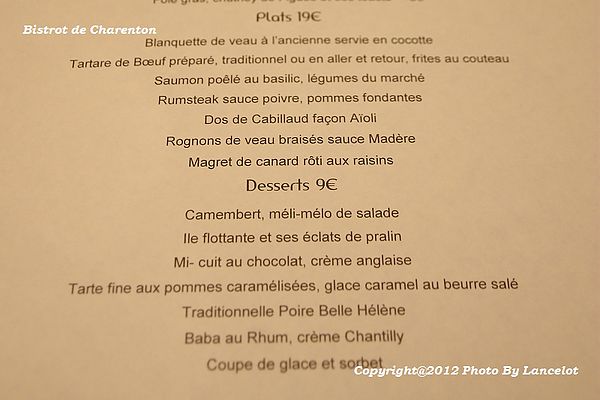 Plats 19€
Bistrot de Charenton
Blanquette de veau à l'ancienne servie en cocotte
Tartare de Bœuf préparé, traditionnel ou en aller et retour, frites au couteau
Saumon poêlé au basilic, légumes du marché
Rumsteak sauce poivre, pommes fondantes
Dos de Cabillaud façon Aïoli
Rognons de veau braisés sauce Madère
Magret de canard rôti aux raisins
Desserts 9€
Camembert, méli-mélo de salade
Ile flottante et ses éclats de pralin
Mi- cuit au chocolat, crème anglaise
Tarte fine aux pommes caramélisées, glace caramel au beurre salé
Traditionnelle Poire Belle Hélène
Baba au Rhum, crème Chantilly
Coupe de glace et sorbet
Copyright@2012 Photo By Lancelot